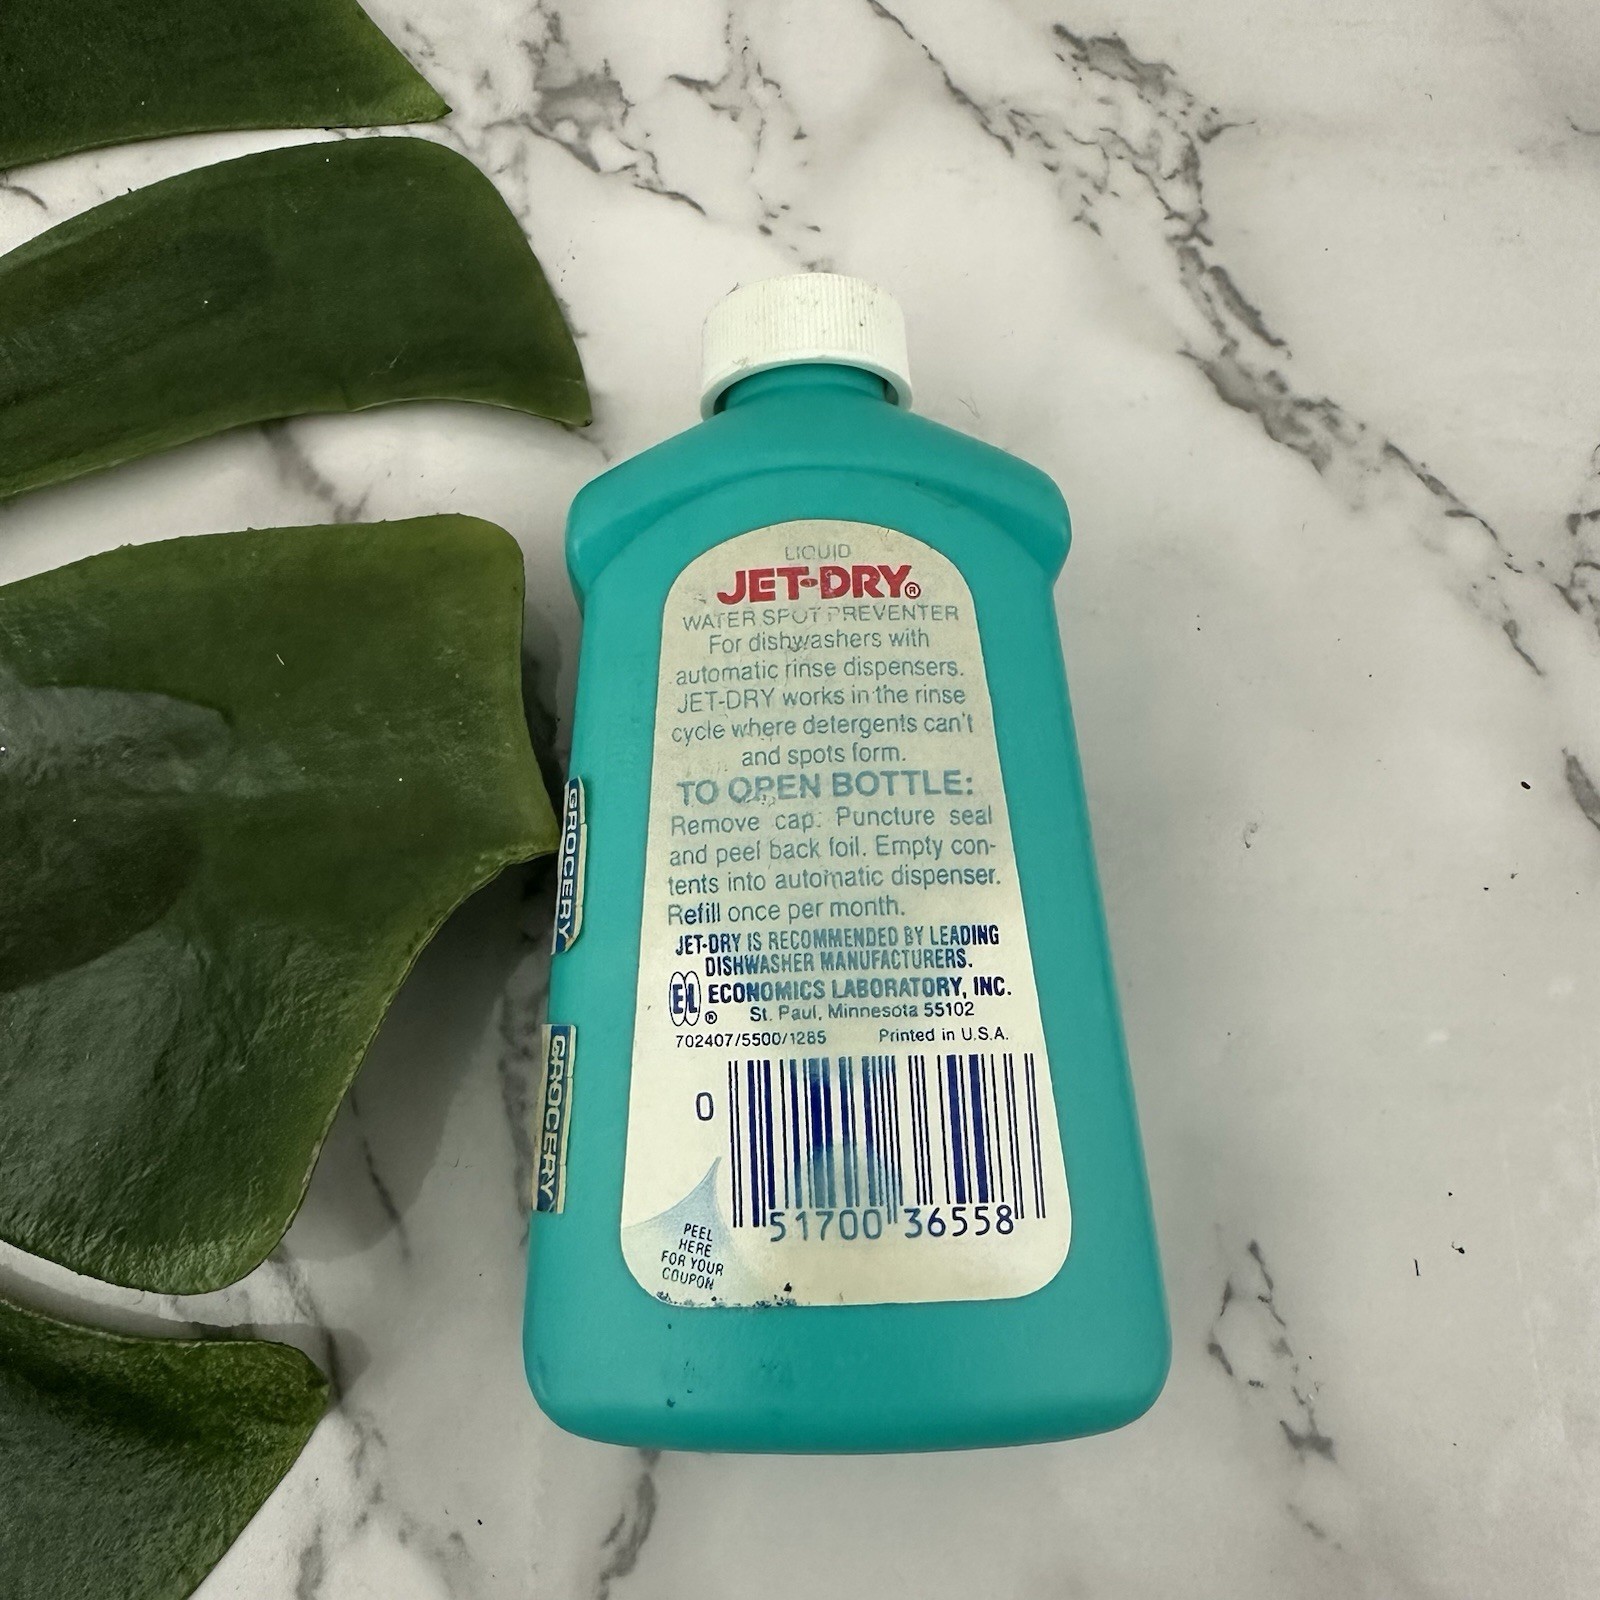 LIQUID
JET-DRY®
WATER SPOT PREVENTER
For dishwashers with
automatic rinse dispensers.
JET-DRY works in the rinse
cycle where detergents can't
and spots form.
TO OPEN BOTTLE:
Remove cap. Puncture seal
and peel back foil. Empty con-
tents into automatic dispenser.
Refill once per month.
JET-DRY IS RECOMMENDED BY LEADING
DISHWASHER MANUFACTURERS.
EL® ECONOMICS LABORATORY, INC.
St. Paul, Minnesota 55102
702407/5500/1285 Printed in U.S.A.
0 51700 36558
PEEL
HERE
FOR YOUR
COUPON
GROCERY
GROCERY